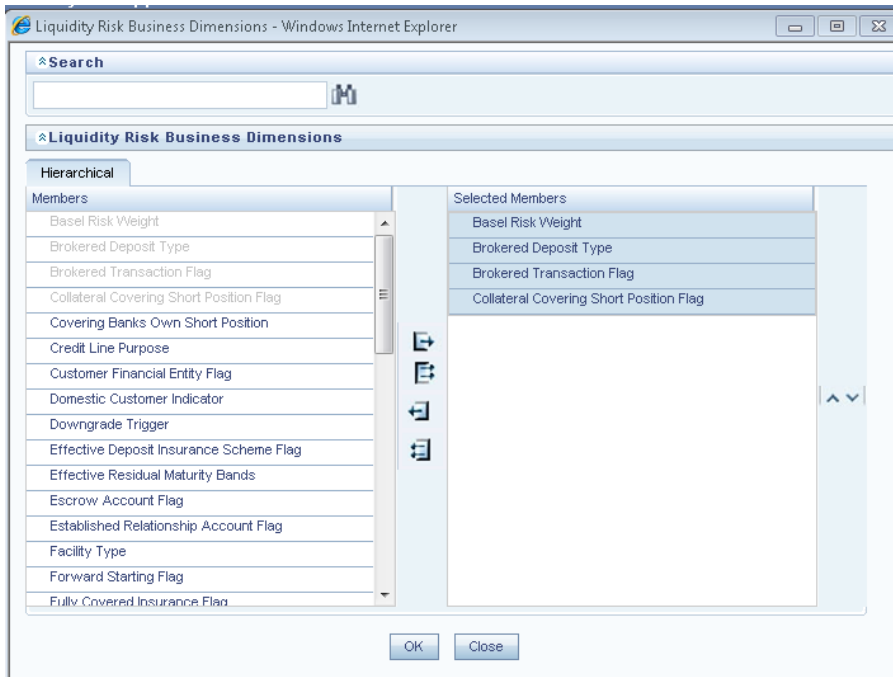 Liquidity Risk Business Dimensions - Windows Internet Explorer
Search
Liquidity Risk Business Dimensions
Hierarchical
Members
Basel Risk Weight
Brokered Deposit Type
Brokered Transaction Flag
Collateral Covering Short Position Flag
Covering Banks Own Short Position
Credit Line Purpose
Customer Financial Entity Flag
Domestic Customer Indicator
Downgrade Trigger
Effective Deposit Insurance Scheme Flag
Effective Residual Maturity Bands
Escrow Account Flag
Established Relationship Account Flag
Facility Type
Forward Starting Flag
Fully Covered Insurance Flag
Selected Members
Basel Risk Weight
Brokered Deposit Type
Brokered Transaction Flag
Collateral Covering Short Position Flag
OK Close